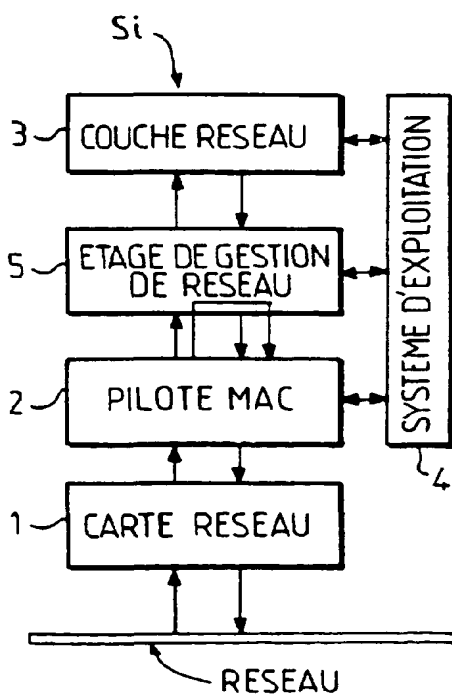 Si
3
COUCHE RESEAU
5
ETAGE DE GESTION
DE RESEAU
2
PILOTE MAC
1
CARTE RESEAU
SYSTEME D'EXPLOITATION
4
RESEAU